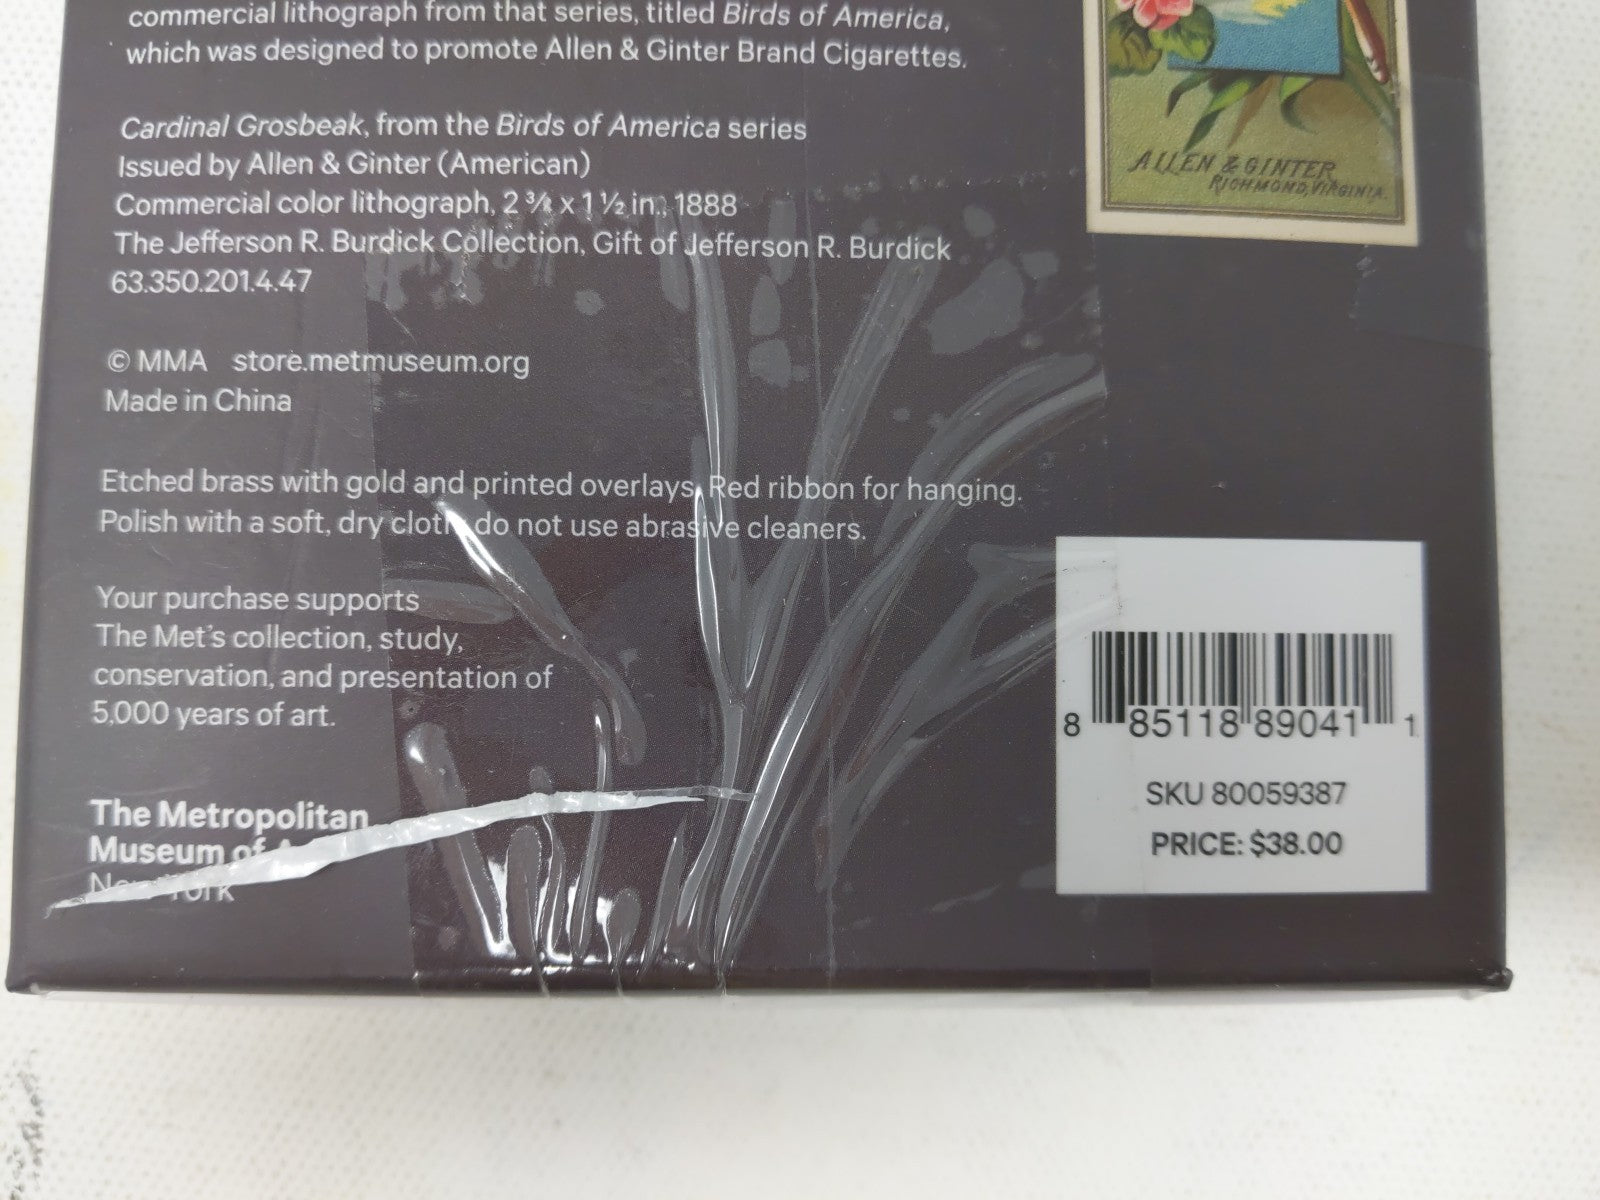 commercial lithograph from that series, titled Birds of America,
which was designed to promote Allen & Ginter Brand Cigarettes.
Cardinal Grosbeak, from the Birds of America series
Issued by Allen & Ginter (American)
Commercial color lithograph, 2 ¾ x 1 ½ in., 1888
The Jefferson R. Burdick Collection, Gift of Jefferson R. Burdick
63.350.201.4.47
© MMA store.metmuseum.org
Made in China
Etched brass with gold and printed overlays. Red ribbon for hanging.
Polish with a soft, dry cloth, do not use abrasive cleaners.
Your purchase supports
The Met's collection, study,
conservation, and presentation of
5,000 years of art.
The Metropolitan
Museum of
York
ALLEN & GINTER
RICHMOND, VIRGINIA.
8 85118 89041 1
SKU 80059387
PRICE: $38.00